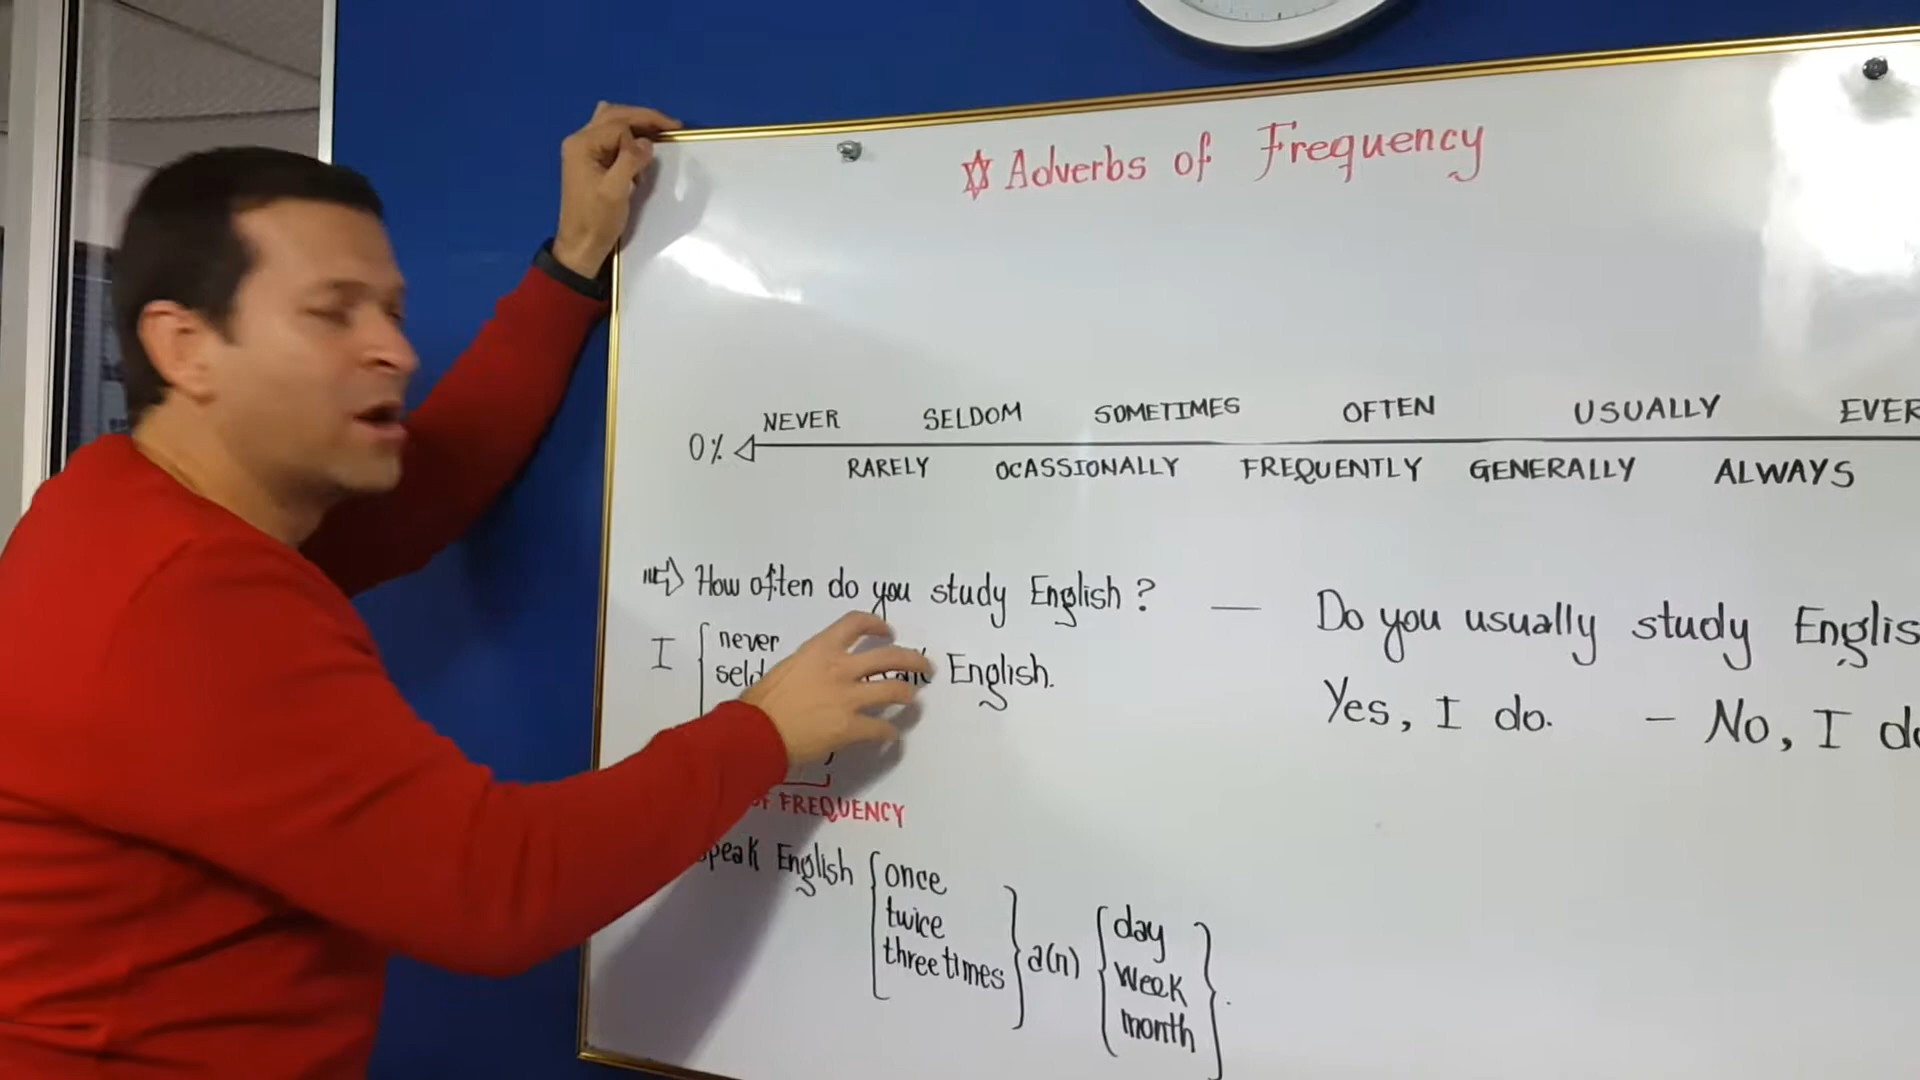 ☆ Adverbs of Frequency
NEVER SELDOM SOMETIMES OFTEN USUALLY EVER
0%
RARELY OCASSIONALLY FREQUENTLY GENERALLY ALWAYS
How often do you study English? — Do you usually study Englis
I { never
seld English.
Yes, I do. - No, I do
OF FREQUENCY
speak English { once
twice
three times } a(n) { day
week
month }.